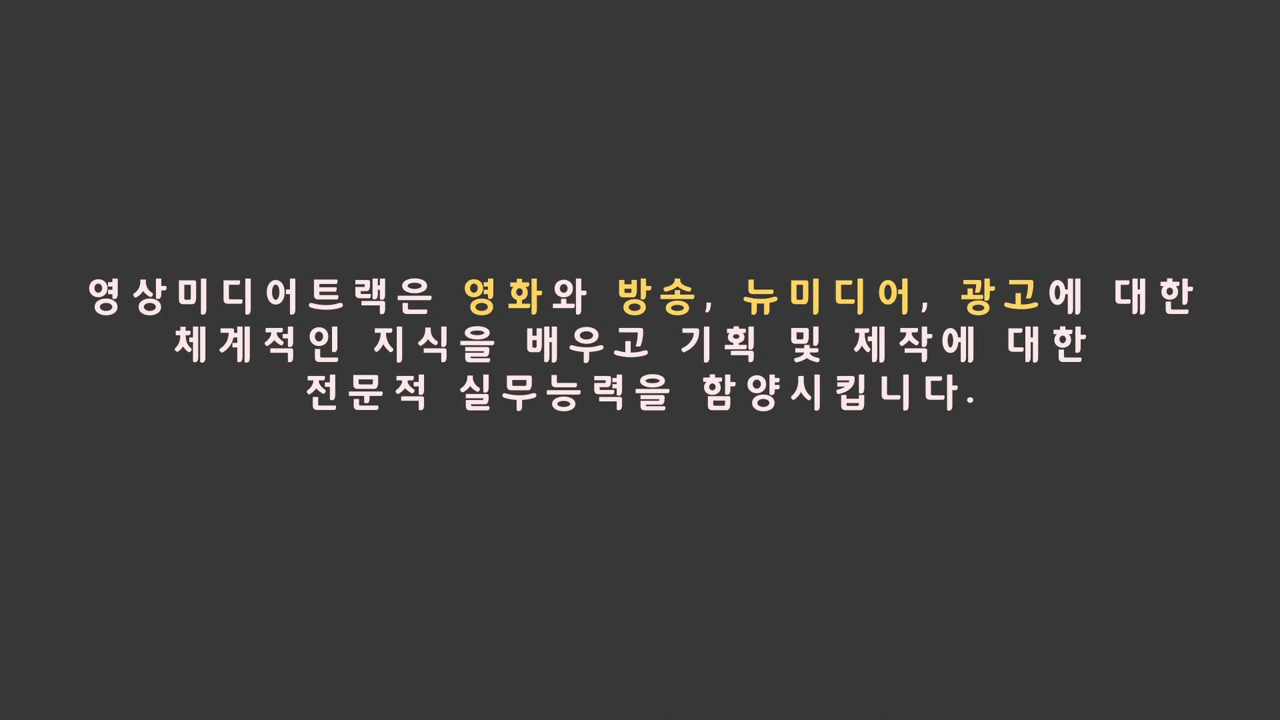 영상미디어트랙은 영화와 방송, 뉴미디어, 광고에 대한
체계적인 지식을 배우고 기획 및 제작에 대한
전문적 실무능력을 함양시킵니다.